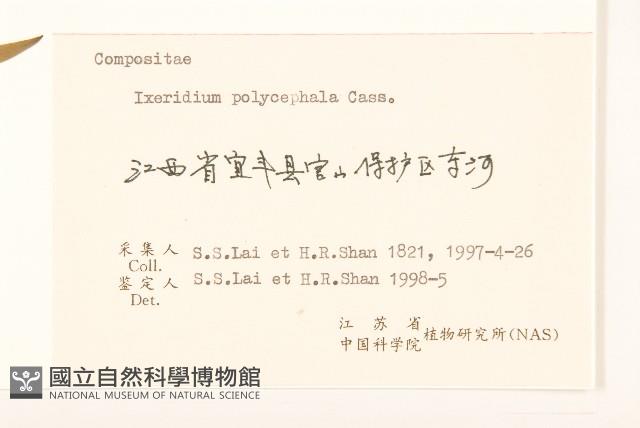 Compositae
Ixeridium polycephala Cass.
江西省宜丰县官山保护区东河
采集人 Coll. S.S.Lai et H.R.Shan 1821, 1997-4-26
鉴定人 Det. S.S.Lai et H.R.Shan 1998-5
江苏省
中国科学院 植物研究所(NAS)
國立自然科學博物館
NATIONAL MUSEUM OF NATURAL SCIENCE